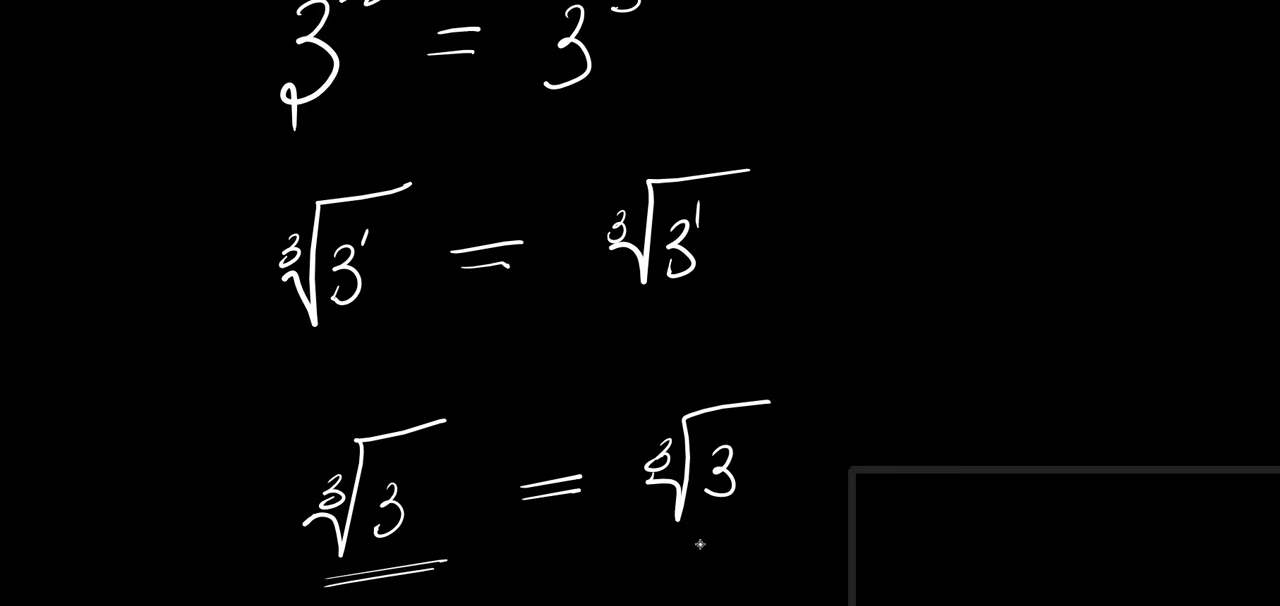 3 = 3
∛3¹ = ∛3¹
∛3 = ∛3